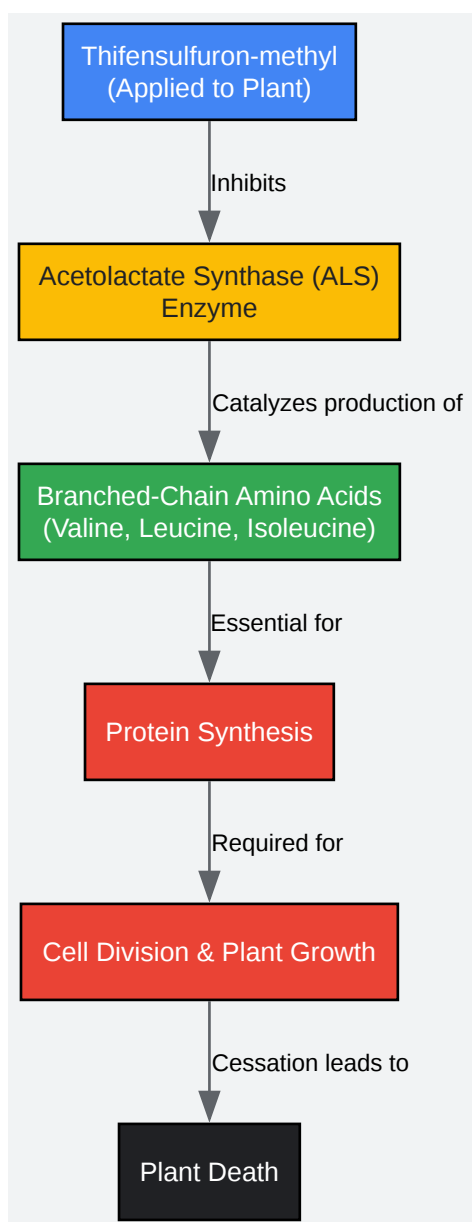 Thifensulfuron-methyl
(Applied to Plant)
Inhibits
Acetolactate Synthase (ALS)
Enzyme
Catalyzes production of
Branched-Chain Amino Acids
(Valine, Leucine, Isoleucine)
Essential for
Protein Synthesis
Required for
Cell Division & Plant Growth
Cessation leads to
Plant Death